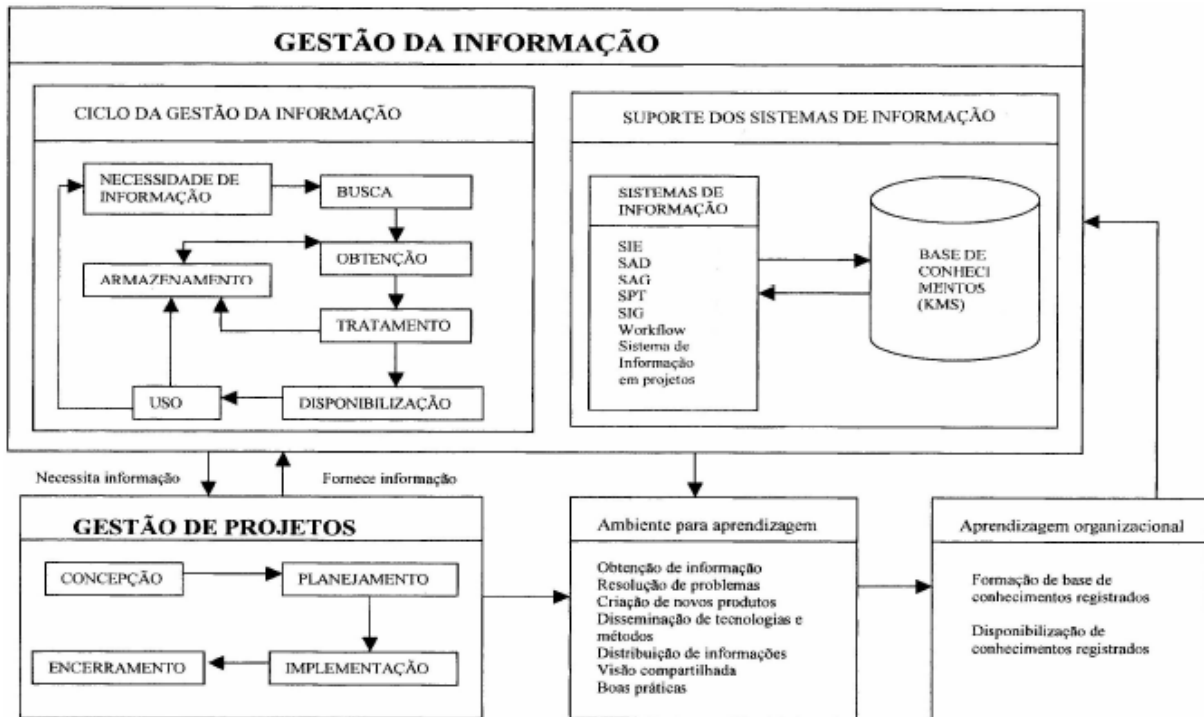 GESTÃO DA INFORMAÇÃO
CICLO DA GESTÃO DA INFORMAÇÃO
NECESSIDADE DE
INFORMAÇÃO
BUSCA
OBTENÇÃO
ARMAZENAMENTO
TRATAMENTO
USO
DISPONIBILIZAÇÃO
SUPORTE DOS SISTEMAS DE INFORMAÇÃO
SISTEMAS DE
INFORMAÇÃO
SIE
SAD
SAG
SPT
SIG
Workflow
Sistema de
Informação
em projetos
BASE DE
CONHECI
MENTOS
(KMS)
Necessita informação
Fornece informação
GESTÃO DE PROJETOS
CONCEPÇÃO
PLANEJAMENTO
ENCERRAMENTO
IMPLEMENTAÇÃO
Ambiente para aprendizagem
Obtenção de informação
Resolução de problemas
Criação de novos produtos
Disseminação de tecnologias e
métodos
Distribuição de informações
Visão compartilhada
Boas práticas
Aprendizagem organizacional
Formação de base de
conhecimentos registrados
Disponibilização de
conhecimentos registrados